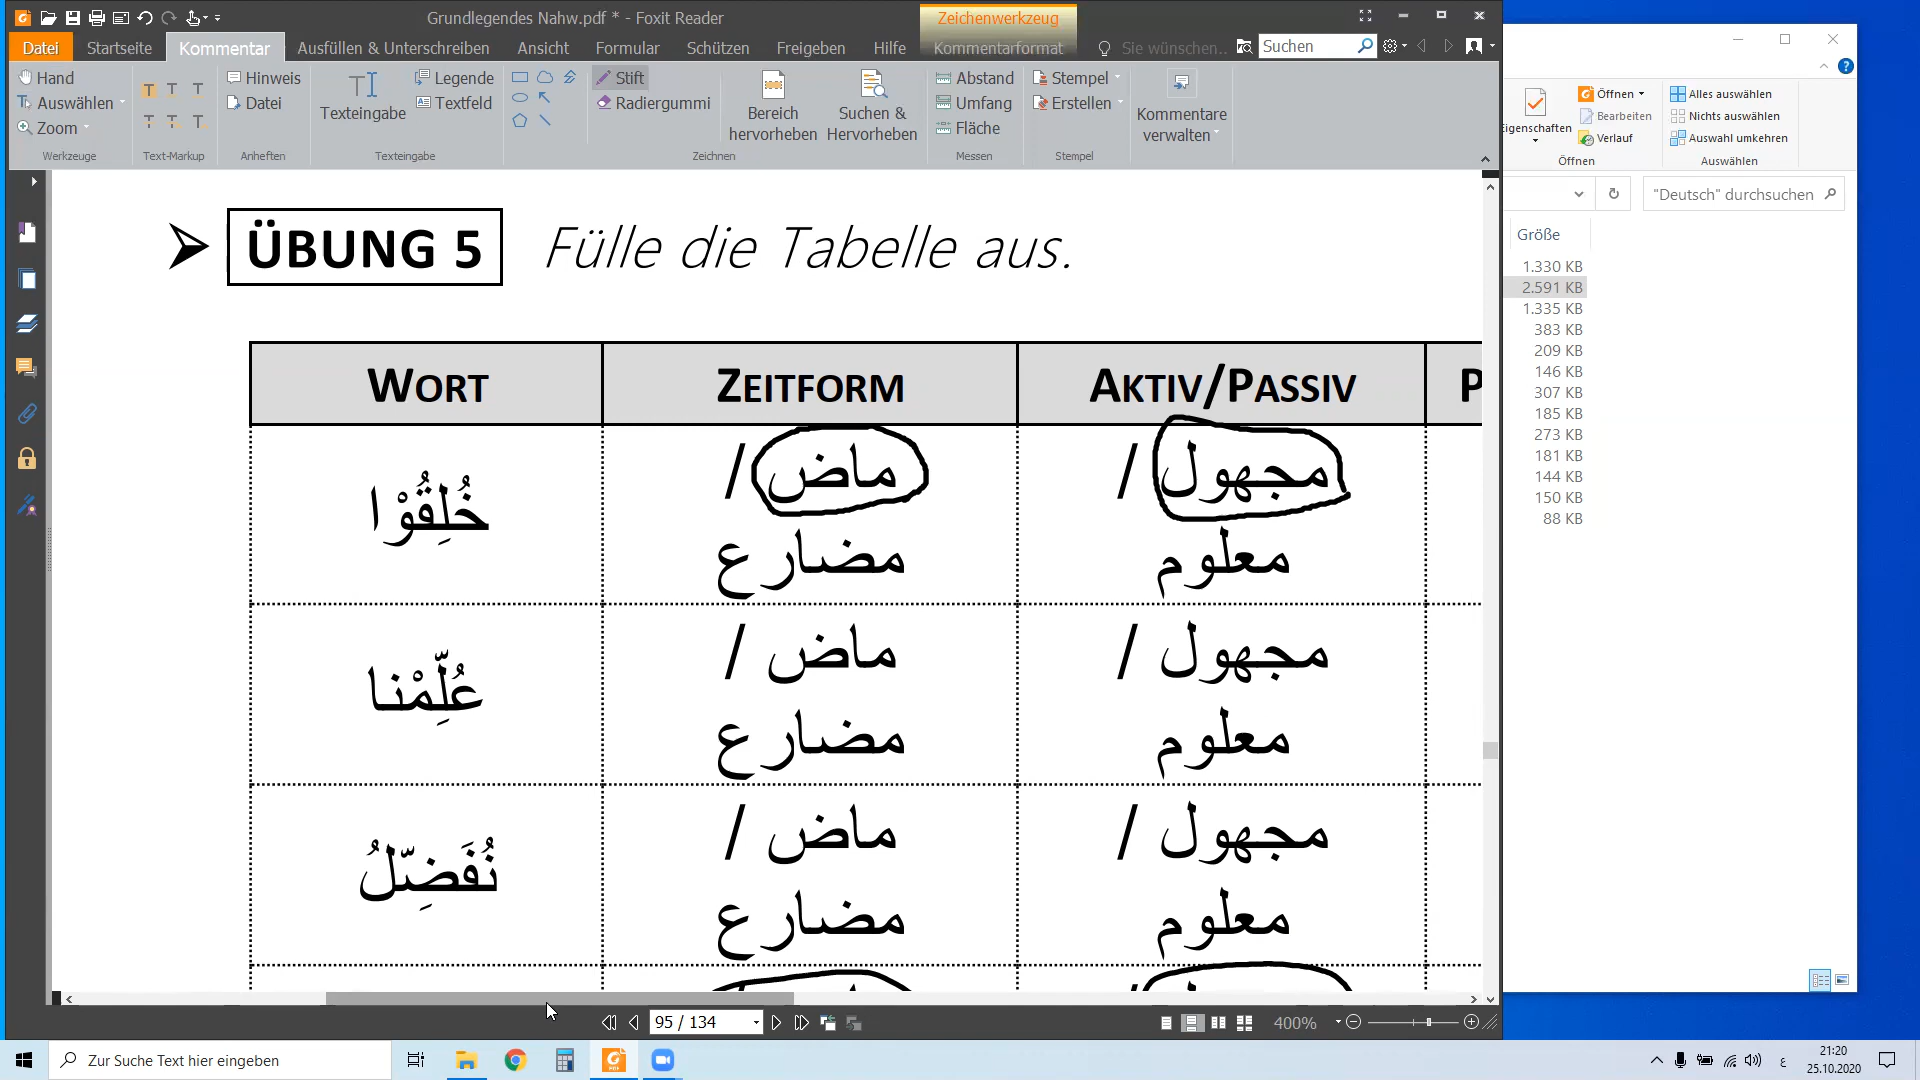 Grundlegendes Nahw.pdf * - Foxit Reader
Zeichenwerkzeug
Datei Startseite Kommentar Ausfüllen & Unterschreiben Ansicht Formular Schützen Freigeben Hilfe Kommentarformat Sie wünschen.. Suchen
Hand
Auswählen
Zoom
Werkzeuge
Text-Markup
Hinweis
Datei
Anheften
Texteingabe
Legende
Textfeld
Texteingabe
Stift
Radiergummi
Bereich hervorheben
Suchen & Hervorheben
Zeichnen
Abstand
Umfang
Fläche
Messen
Stempel
Erstellen
Stempel
Kommentare verwalten
ÜBUNG 5 Fülle die Tabelle aus.
WORT ZEITFORM AKTIV/PASSIV P
خُلِقُوْا
ماض /
مضارع
مجهول /
معلوم
عُلِّمْنا
ماض /
مضارع
مجهول /
معلوم
نُفَضِّلُ
ماض /
مضارع
مجهول /
معلوم
95 / 134
400%
Eigenschaften
Öffnen
Bearbeiten
Verlauf
Öffnen
Alles auswählen
Nichts auswählen
Auswahl umkehren
Auswählen
"Deutsch" durchsuchen
Größe
1.330 KB
2.591 KB
1.335 KB
383 KB
209 KB
146 KB
307 KB
185 KB
273 KB
181 KB
144 KB
150 KB
88 KB
Zur Suche Text hier eingeben
ع
21:20
25.10.2020